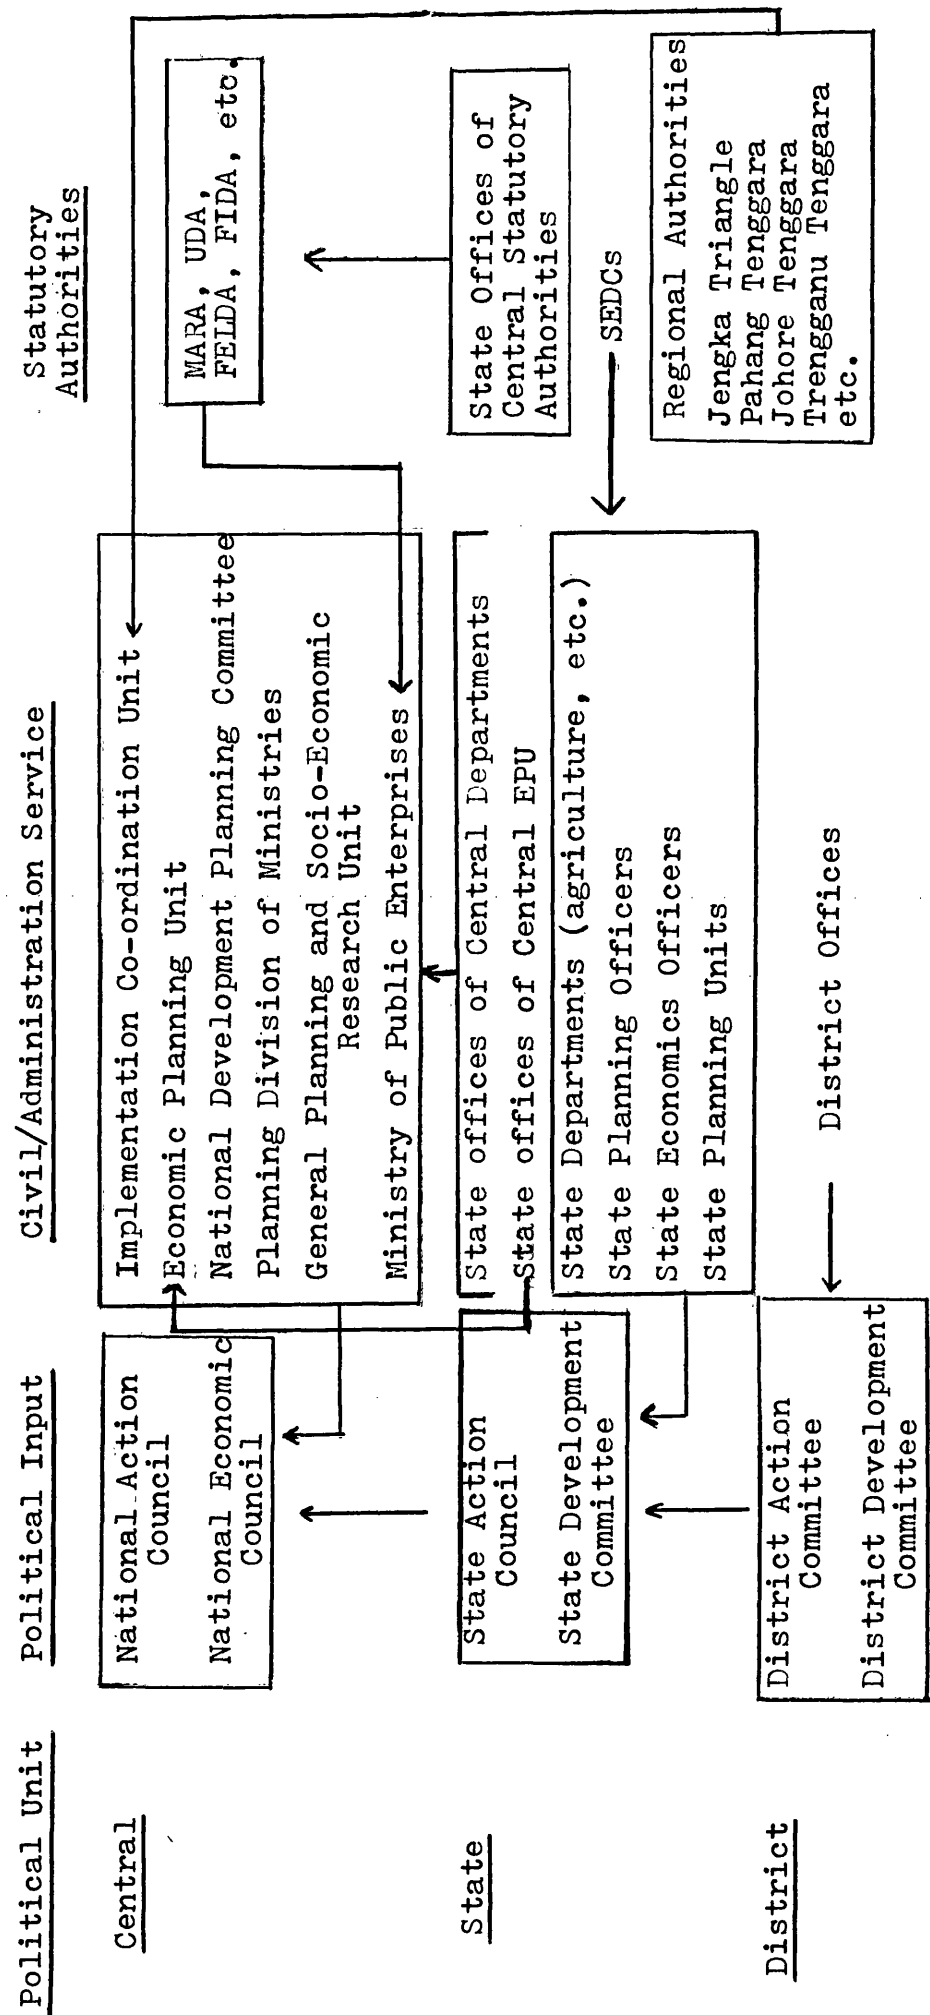 Political Unit
Political Input
Civil/Administration Service
Statutory
Authorities
Central
National Action
Council
National Economic
Council
Implementation Co-ordination Unit
Economic Planning Unit
National Development Planning Committee
Planning Division of Ministries
General Planning and Socio-Economic
Research Unit
Ministry of Public Enterprises
MARA, UDA,
FELDA, FIDA, etc.
State
State Action
Council
State Development
Committee
State offices of Central Departments
State offices of Central EPU
State Departments (agriculture, etc.)
State Planning Officers
State Economics Officers
State Planning Units
State Offices of
Central Statutory
Authorities
SEDCs
Regional Authorities
Jengka Triangle
Pahang Tenggara
Johore Tenggara
Trengganu Tenggara
etc.
District
District Action
Committee
District Development
Committee
District Offices